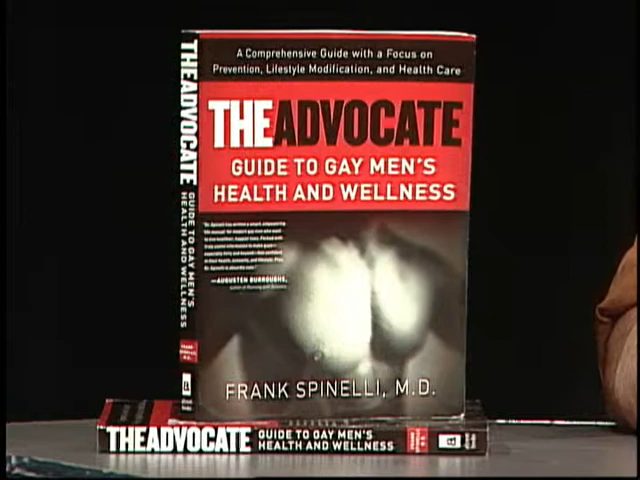 A Comprehensive Guide with a Focus on
Prevention, Lifestyle Modification, and Health Care
THEADVOCATE
GUIDE TO GAY MEN'S
HEALTH AND WELLNESS
—AUGUSTEN BURROUGHS,
FRANK SPINELLI, M.D.
THEADVOCATE
GUIDE TO GAY MEN'S
HEALTH AND WELLNESS
THEADVOCATE
GUIDE TO GAY MEN'S
HEALTH AND WELLNESS